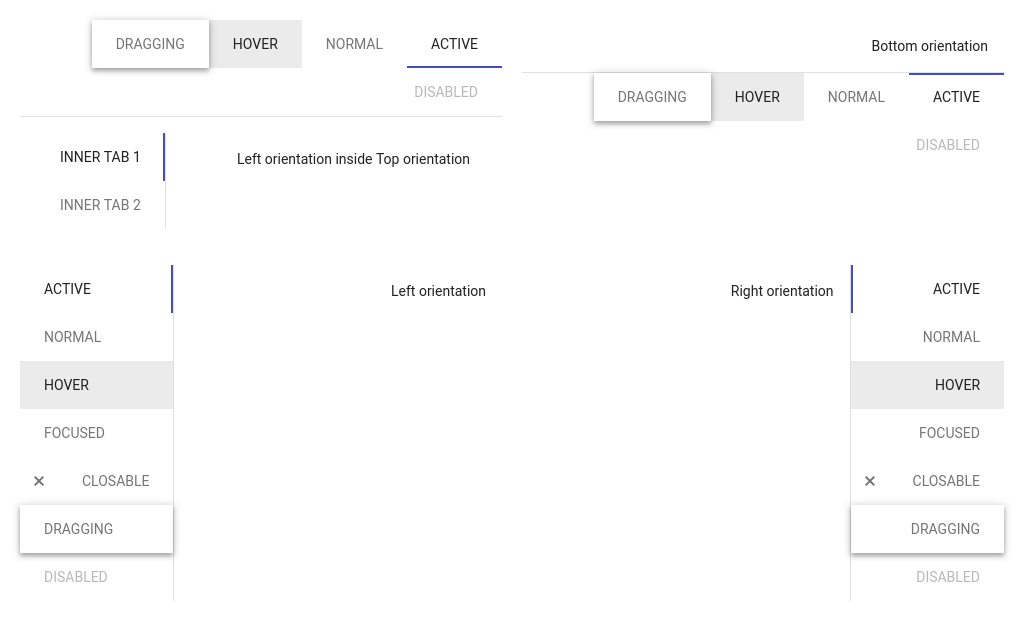 DRAGGING HOVER NORMAL ACTIVE
DISABLED
INNER TAB 1
INNER TAB 2
Left orientation inside Top orientation
Bottom orientation
DRAGGING HOVER NORMAL ACTIVE
DISABLED
ACTIVE
NORMAL
HOVER
FOCUSED
CLOSABLE
DRAGGING
DISABLED
Left orientation
Right orientation
ACTIVE
NORMAL
HOVER
FOCUSED
CLOSABLE
DRAGGING
DISABLED